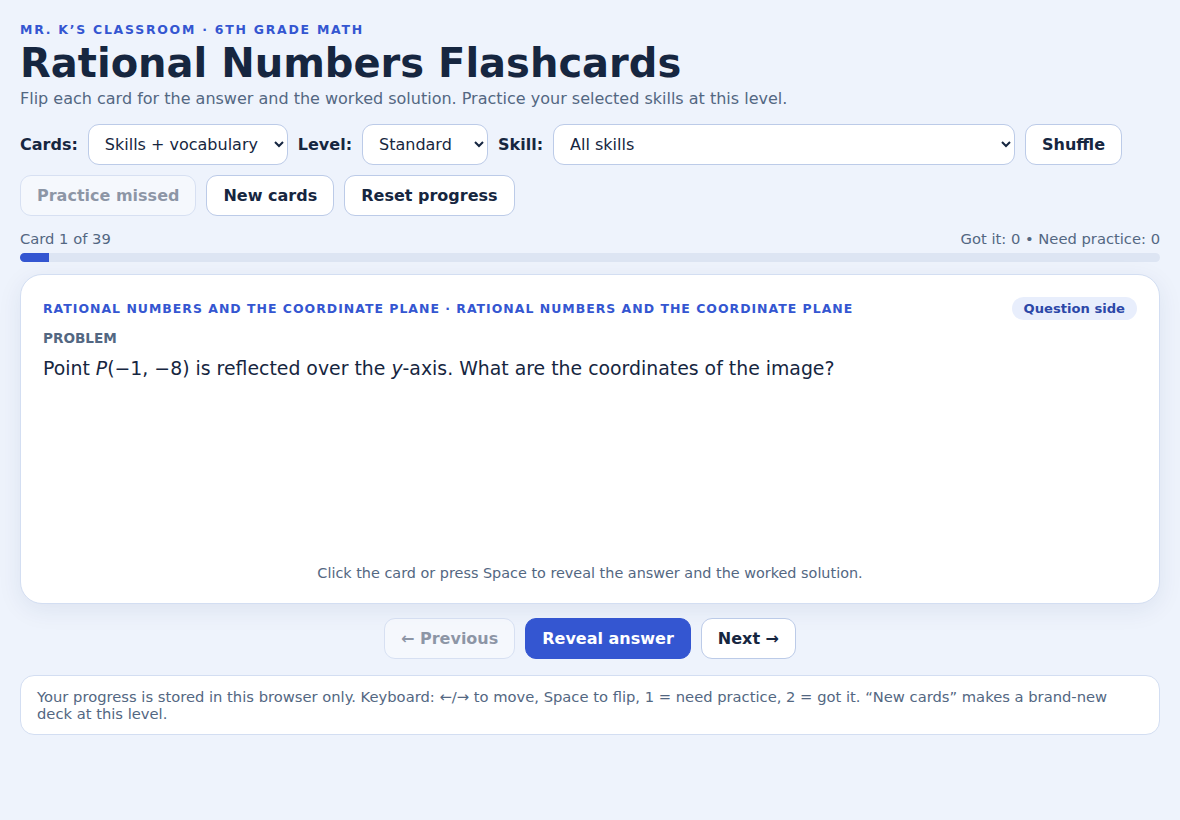 MR. K’S CLASSROOM · 6TH GRADE MATH
Rational Numbers Flashcards
Flip each card for the answer and the worked solution. Practice your selected skills at this level.
Cards: Skills + vocabulary Level: Standard Skill: All skills Shuffle
Practice missed New cards Reset progress
Card 1 of 39 Got it: 0 • Need practice: 0
RATIONAL NUMBERS AND THE COORDINATE PLANE · RATIONAL NUMBERS AND THE COORDINATE PLANE Question side
PROBLEM
Point P(−1, −8) is reflected over the y-axis. What are the coordinates of the image?
Click the card or press Space to reveal the answer and the worked solution.
← Previous Reveal answer Next →
Your progress is stored in this browser only. Keyboard: ←/→ to move, Space to flip, 1 = need practice, 2 = got it. “New cards” makes a brand-new
deck at this level.